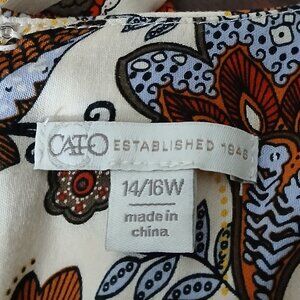 CATO ESTABLISHED 1946
14/16W
made in
china